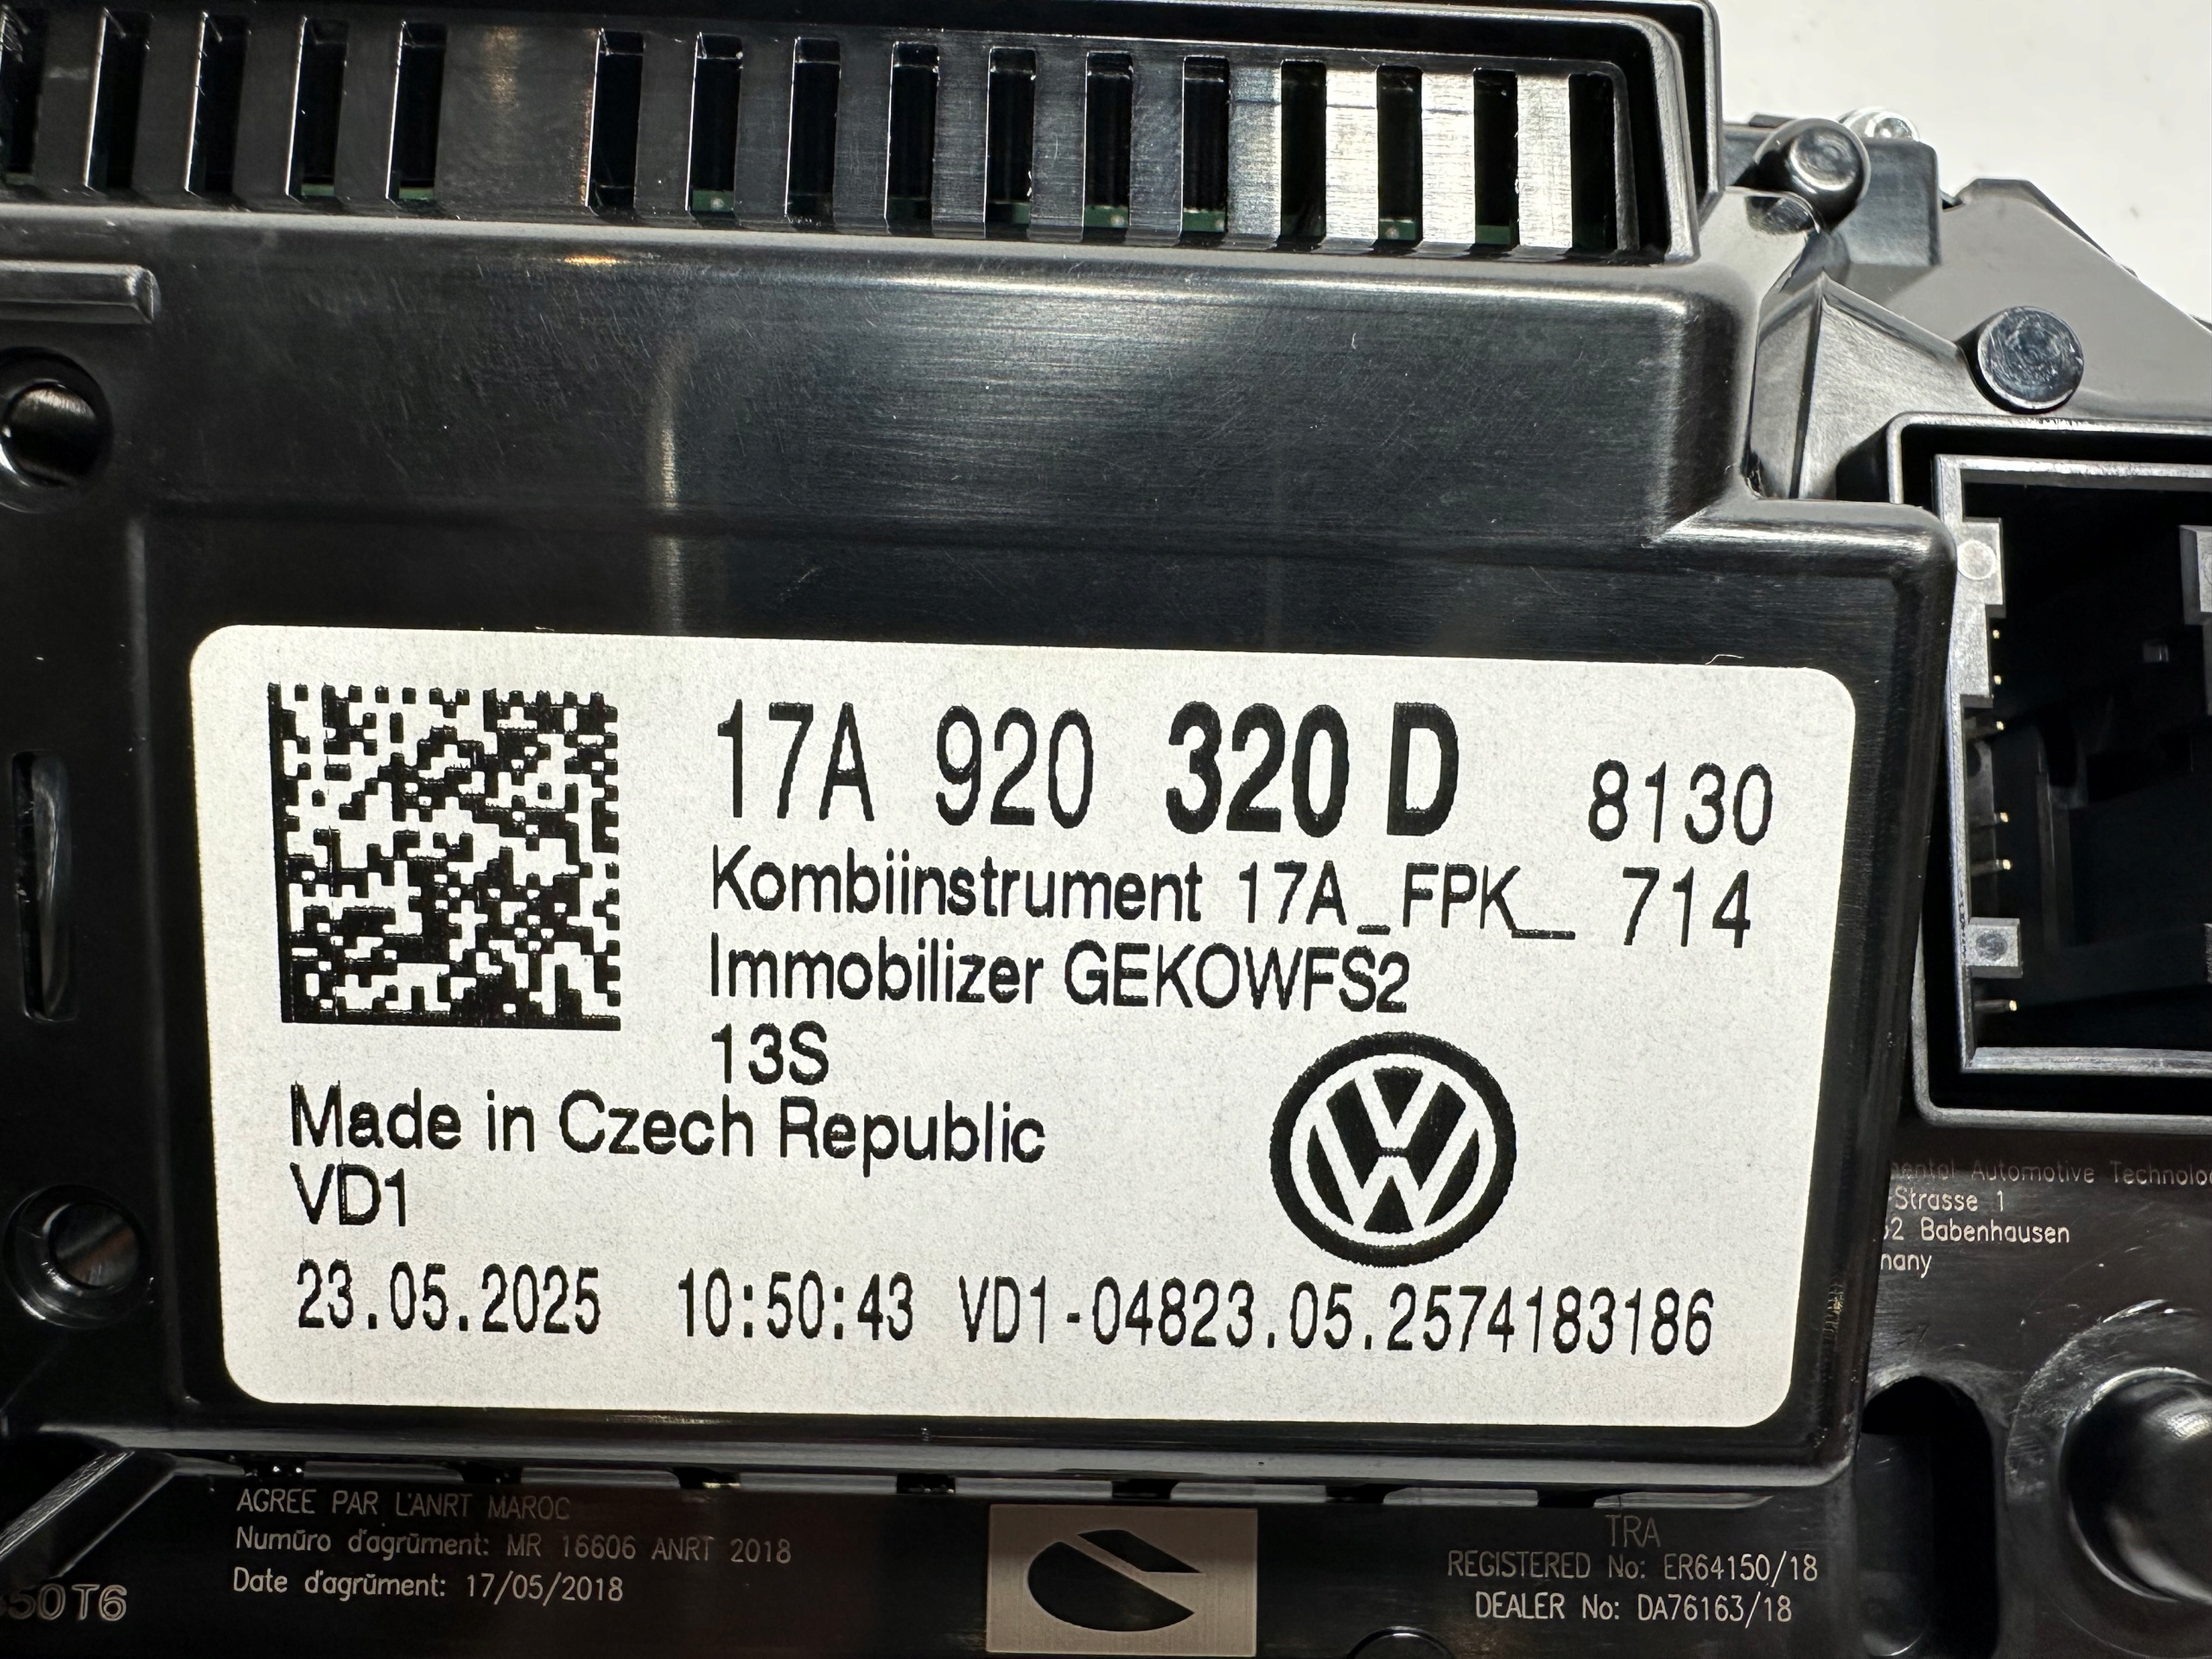 17A 920 320 D 8130
Kombiinstrument 17A_FPK_ 714
Immobilizer GEKOWFS2
13S
Made in Czech Republic
VD1
23.05.2025 10:50:43 VD1-04823.05.2574183186
Automotive
Strasse 1
Babenhausen
AGREE PAR L'ANRT MAROC
Numūro d'agrūment: MR 16606 ANRT 2018
Date d'agrūment: 17/05/2018
TRA
REGISTERED No: ER64150/18
DEALER No: DA76163/18